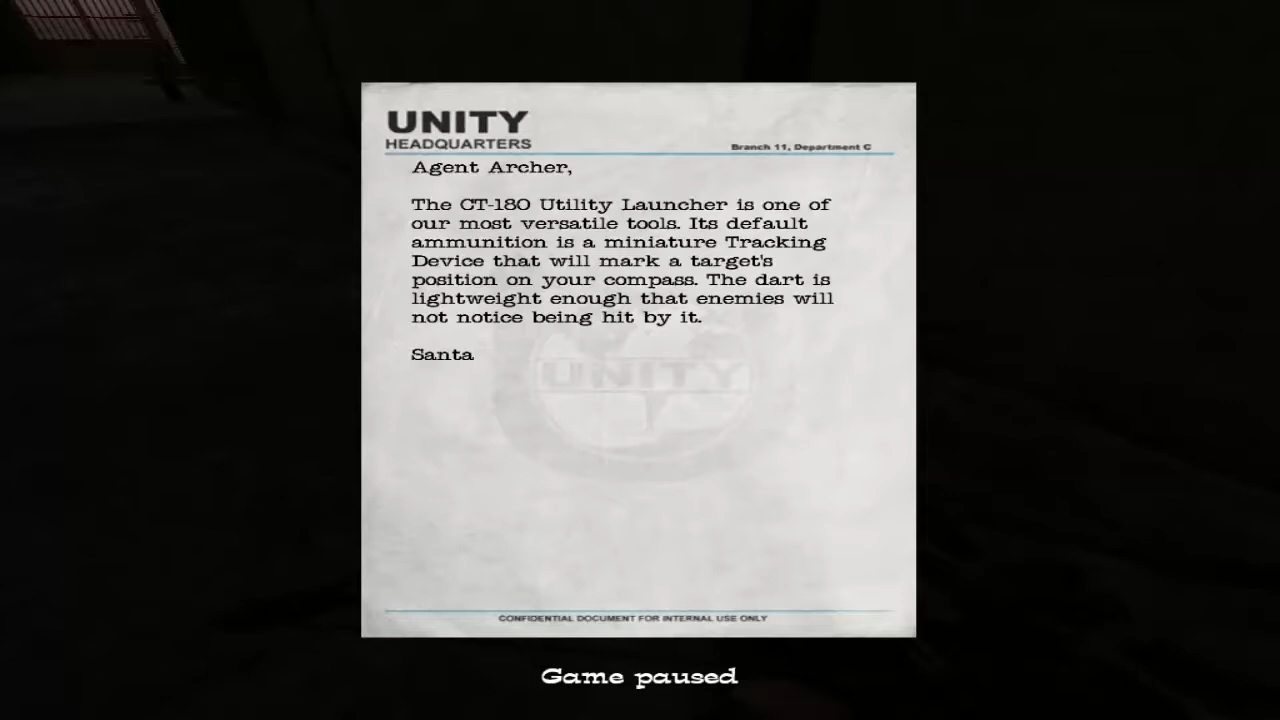 UNITY
HEADQUARTERS
Branch 11, Department C
Agent Archer,
The CT-180 Utility Launcher is one of
our most versatile tools. Its default
ammunition is a miniature Tracking
Device that will mark a target's
position on your compass. The dart is
lightweight enough that enemies will
not notice being hit by it.
Santa
UNITY
CONFIDENTIAL DOCUMENT FOR INTERNAL USE ONLY
Game paused